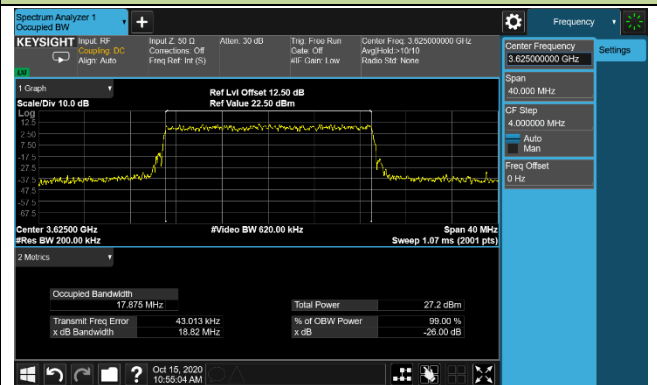 Spectrum Analyzer 1
Occupied BW
Frequency
KEYSIGHT
Input: RF
Coupling: DC
Align: Auto
Input Z: 50 Ω
Corrections: Off
Freq Ref: Int (S)
Atten: 30 dB
Trig: Free Run
Gate: Off
#IF Gain: Low
Center Freq: 3.625000000 GHz
Avg|Hold:>10/10
Radio Std: None
LXI
Center Frequency
3.625000000 GHz
Settings
Span
40.000 MHz
CF Step
4.000000 MHz
Auto
Man
Freq Offset
0 Hz
1 Graph
Scale/Div 10.0 dB
Ref Lvl Offset 12.50 dB
Ref Value 22.50 dBm
Log
12.5
2.50
-7.50
-17.5
-27.5
-37.5
-47.5
-57.5
-67.5
Center 3.62500 GHz
#Res BW 200.00 kHz
#Video BW 620.00 kHz
Span 40 MHz
Sweep 1.07 ms (2001 pts)
2 Metrics
Occupied Bandwidth
17.875 MHz
Total Power 27.2 dBm
Transmit Freq Error 43.013 kHz
% of OBW Power 99.00 %
x dB Bandwidth 18.82 MHz
x dB -26.00 dB
?
Oct 15, 2020
10:55:04 AM